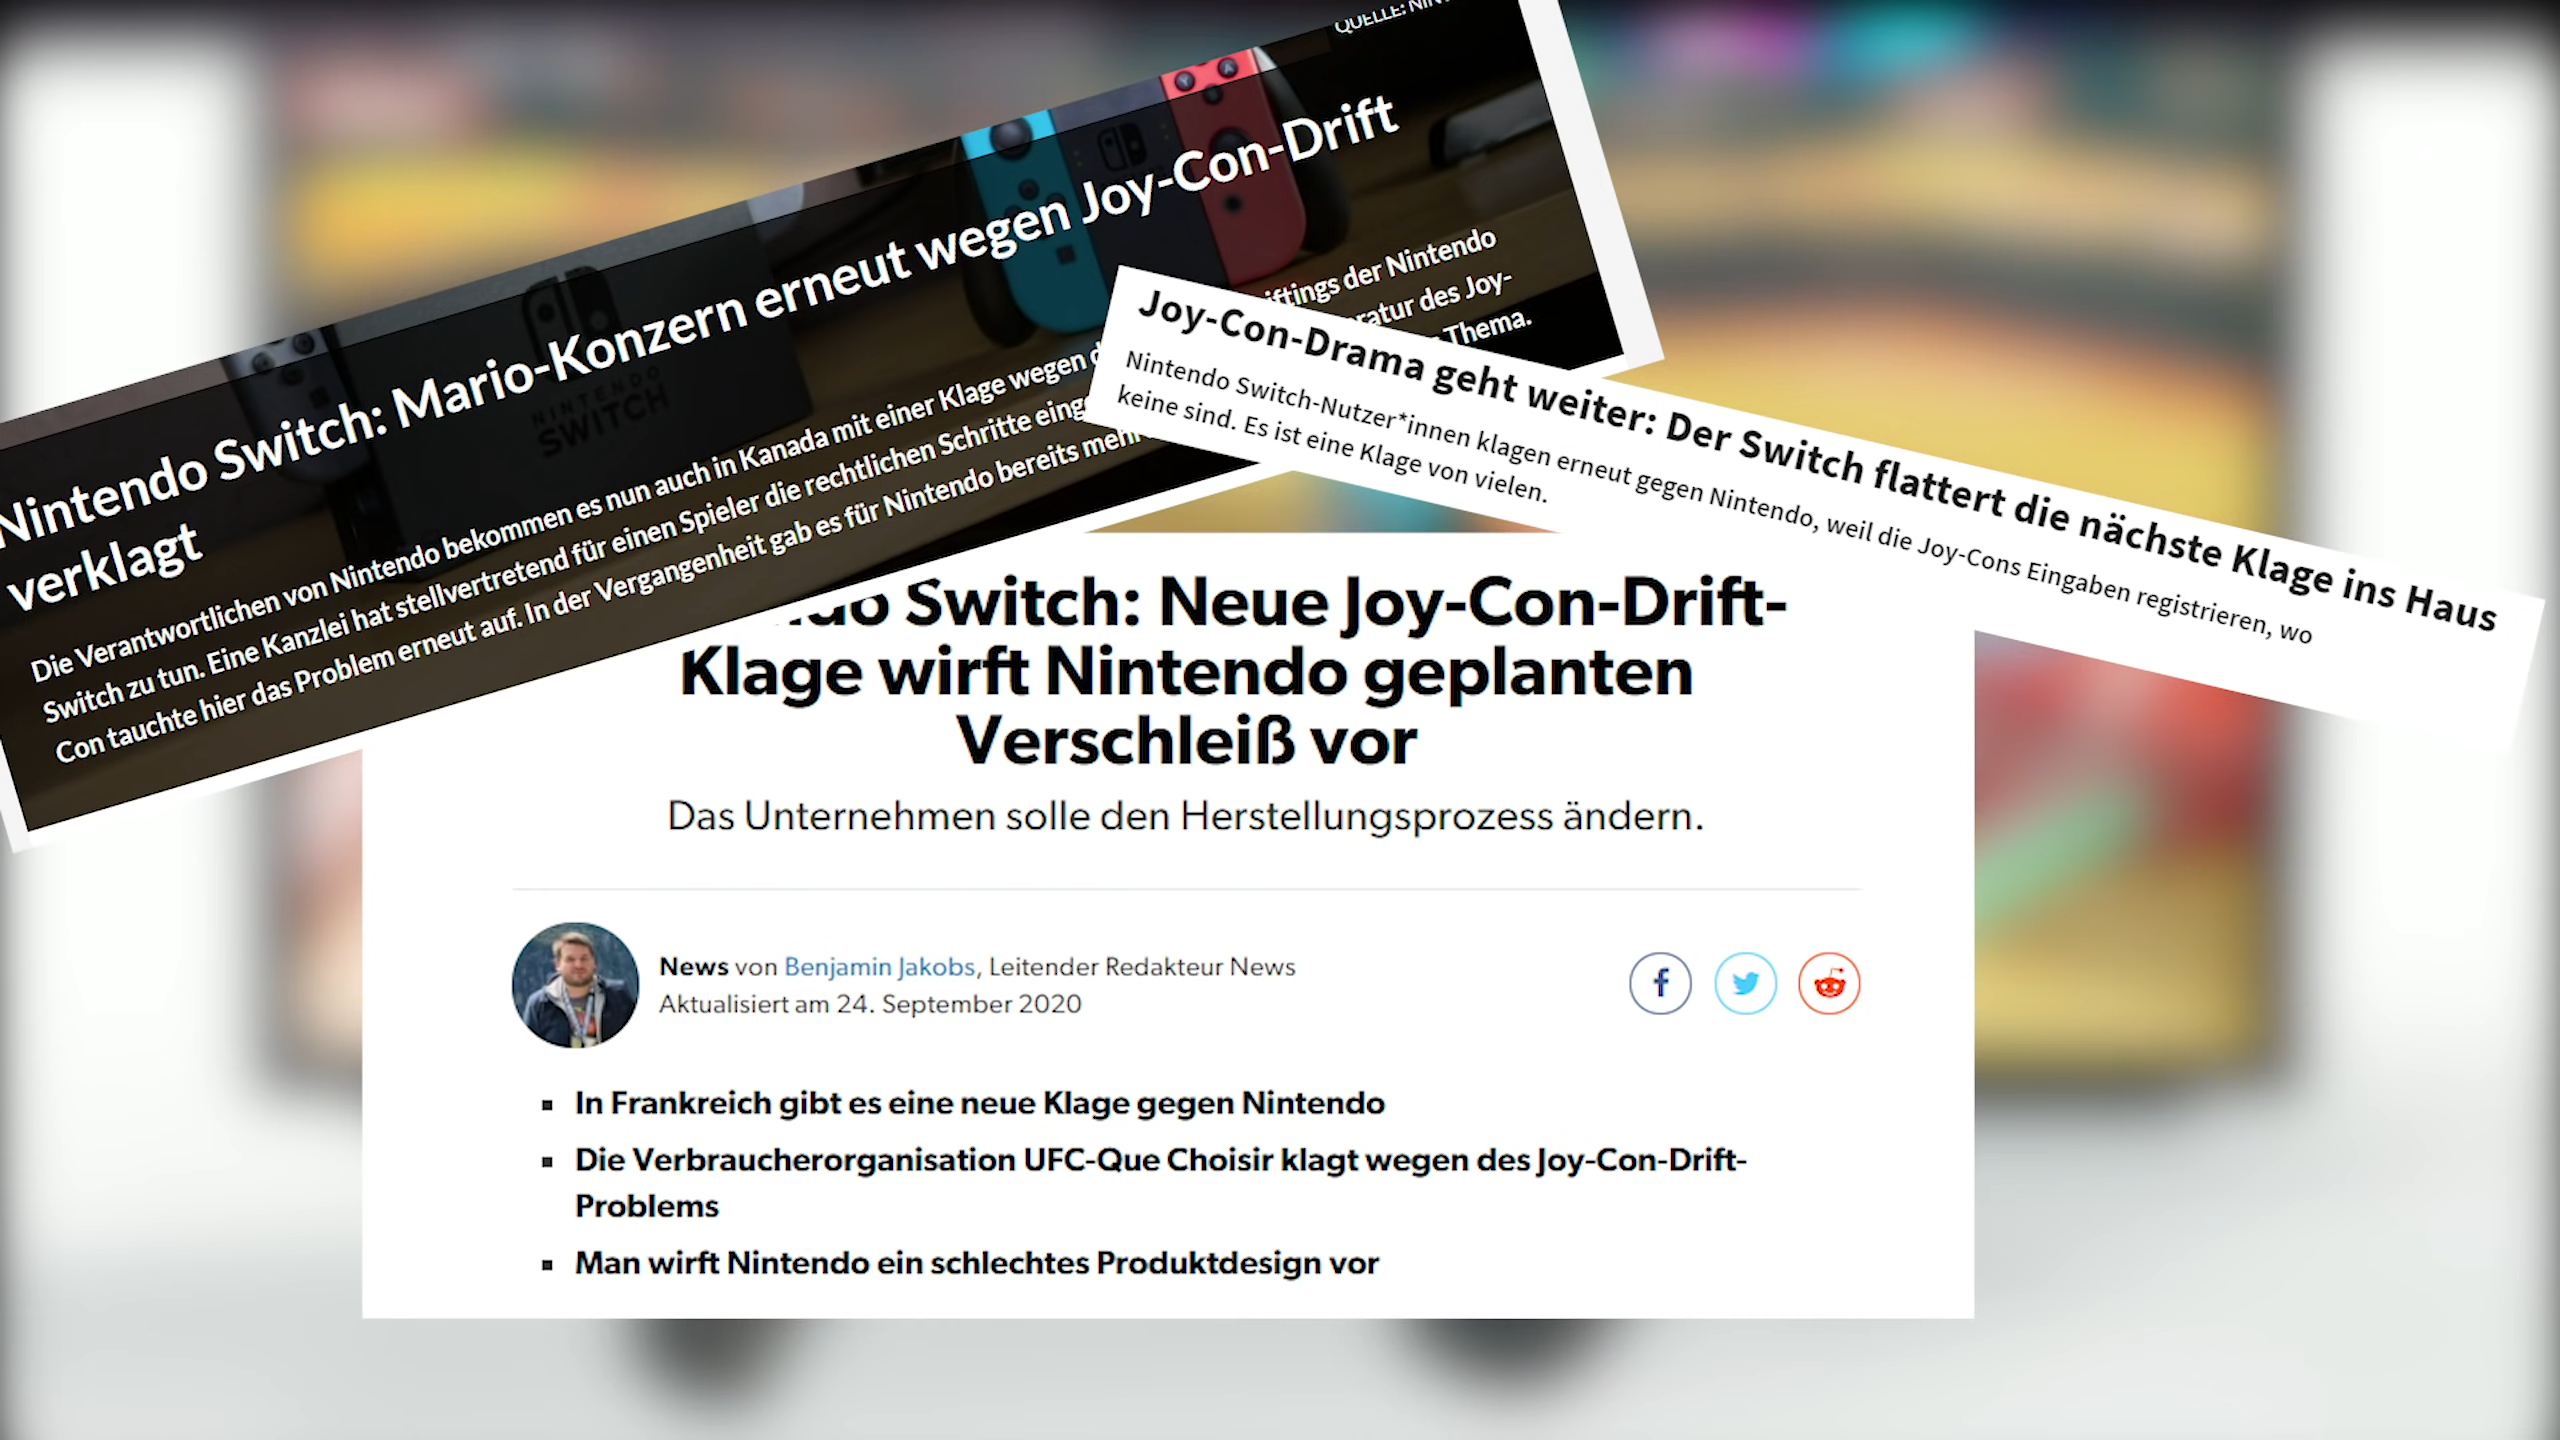 QUELLE:
Nintendo Switch: Mario-Konzern erneut wegen Joy-Con-Drift
verklagt
Die Verantwortlichen von Nintendo bekommen es nun auch in Kanada mit einer Klage wegen iftings der Nintendo
Switch zu tun. Eine Kanzlei hat stellvertretend für einen Spieler die rechtlichen Schritte einge ratur des Joy-
Con tauchte hier das Problem erneut auf. In der Vergangenheit gab es für Nintendo bereits mehr Thema.
NINTENDO
SWITCH
Joy-Con-Drama geht weiter: Der Switch flattert die nächste Klage ins Haus
Nintendo Switch-Nutzer*innen klagen erneut gegen Nintendo, weil die Joy-Cons Eingaben registrieren, wo
keine sind. Es ist eine Klage von vielen.
do Switch: Neue Joy-Con-Drift-
Klage wirft Nintendo geplanten
Verschleiß vor
Das Unternehmen solle den Herstellungsprozess ändern.
News von Benjamin Jakobs, Leitender Redakteur News
Aktualisiert am 24. September 2020
▪ In Frankreich gibt es eine neue Klage gegen Nintendo
▪ Die Verbraucherorganisation UFC-Que Choisir klagt wegen des Joy-Con-Drift-
Problems
▪ Man wirft Nintendo ein schlechtes Produktdesign vor